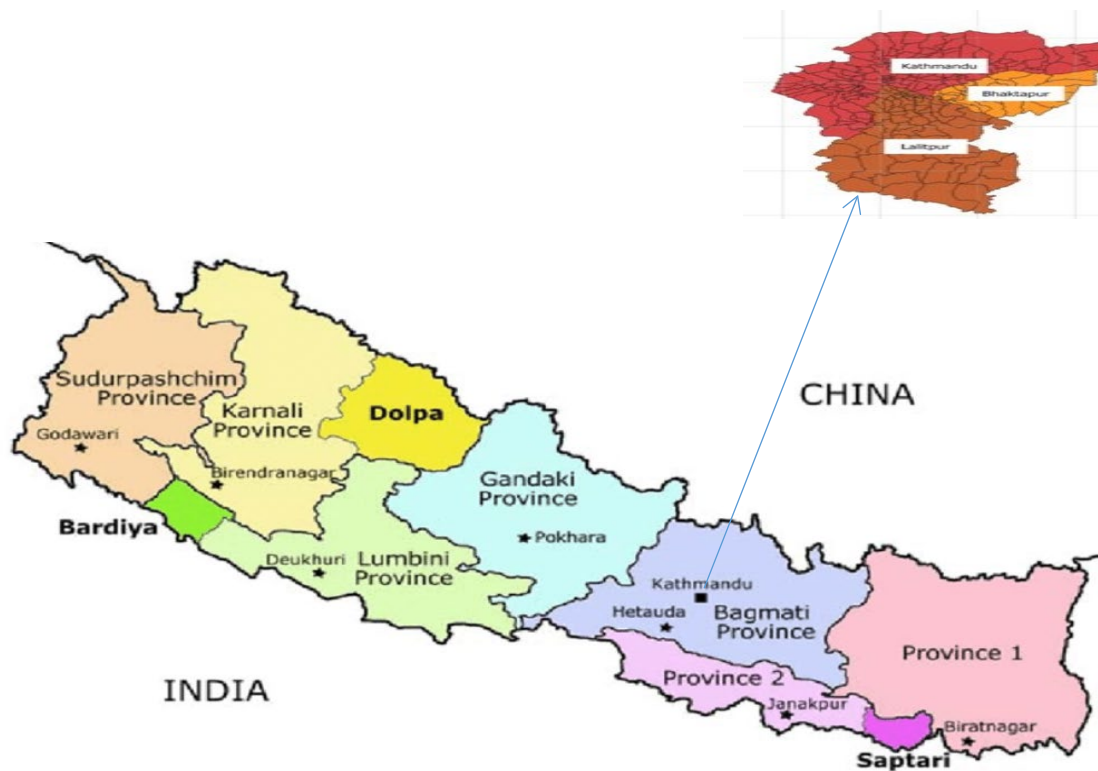 Kathmandu
Bhaktapur
Lalitpur
CHINA
Sudurpashchim
Province
Karnali
Province
Dolpa
Godawari
Birendranagar
Gandaki
Province
Bardiya
Pokhara
Deukhuri
Lumbini
Province
Kathmandu
Hetauda
Bagmati
Province
Province 1
Province 2
INDIA
Janakpur
Biratnagar
Saptari